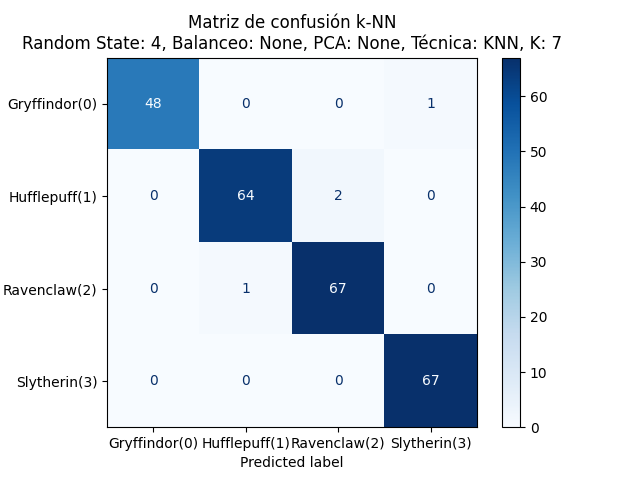 Matriz de confusión k-NN
Random State: 4, Balanceo: None, PCA: None, Técnica: KNN, K: 7
Gryffindor(0) 48 0 0 1
Hufflepuff(1) 0 64 2 0
Ravenclaw(2) 0 1 67 0
Slytherin(3) 0 0 0 67
Gryffindor(0) Hufflepuff(1) Ravenclaw(2) Slytherin(3)
Predicted label
60
50
40
30
20
10
0